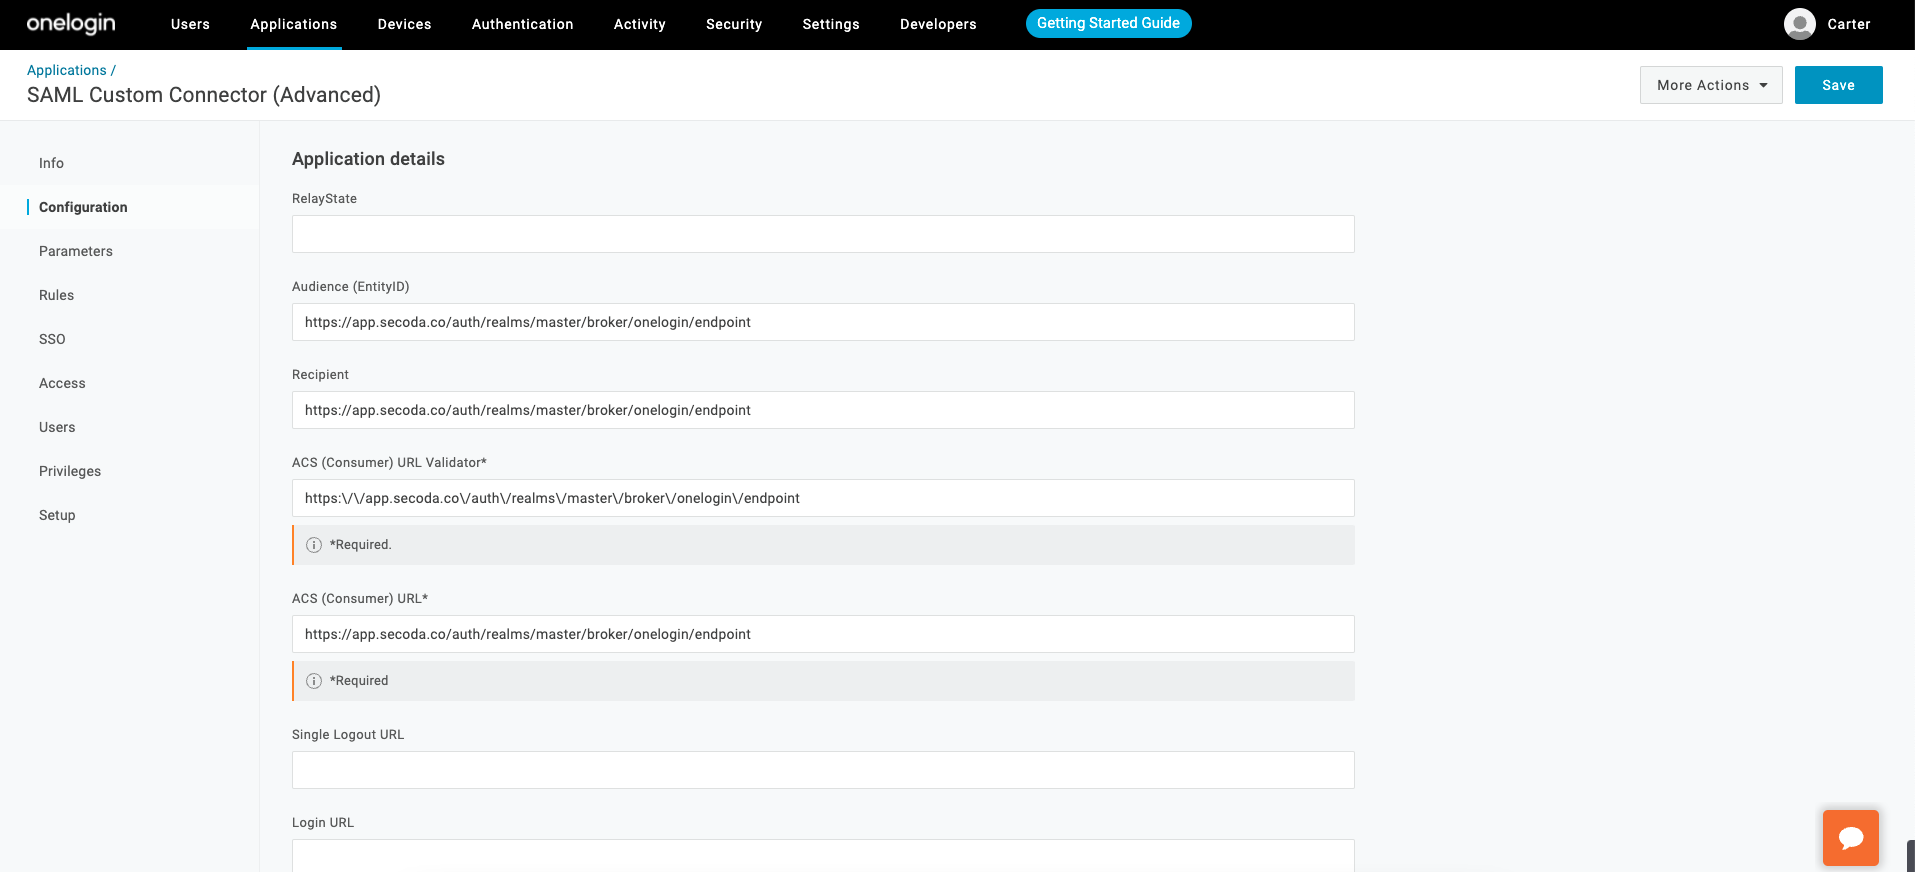 onelogin
Users
Applications
Devices
Authentication
Activity
Security
Settings
Developers
Getting Started Guide
Carter
Applications /
SAML Custom Connector (Advanced)
More Actions
Save
Info
Configuration
Parameters
Rules
SSO
Access
Users
Privileges
Setup
Application details
RelayState
Audience (EntityID)
https://app.secoda.co/auth/realms/master/broker/onelogin/endpoint
Recipient
https://app.secoda.co/auth/realms/master/broker/onelogin/endpoint
ACS (Consumer) URL Validator*
https:\/\/app.secoda.co\/auth\/realms\/master\/broker\/onelogin\/endpoint
*Required.
ACS (Consumer) URL*
https://app.secoda.co/auth/realms/master/broker/onelogin/endpoint
*Required
Single Logout URL
Login URL